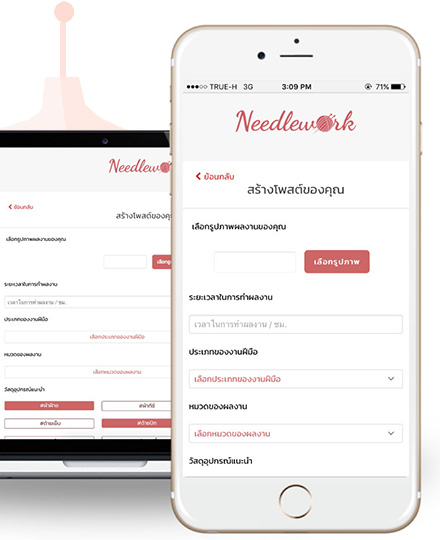 TRUE-H 3G 3:09 PM 71%
Needlework
ย้อนกลับ
สร้างโพสต์ของคุณ
เลือกรูปภาพผลงานของคุณ
เลือกรูปภาพ
ระยะเวลาในการทำผลงาน
เวลาในการทำผลงาน / ชม.
ประเภทของงานฝีมือ
เลือกประเภทของงานฝีมือ
หมวดของผลงาน
เลือกหมวดของผลงาน
วัสดุอุปกรณ์แนะนำ
Needlewo
ย้อนกลับ
สร้างโพสต์ของคุ
เลือกรูปภาพผลงานของคุณ
เลือกรู
ระยะเวลาในการทำผลงาน
เวลาในการทำผลงาน / ชม.
ประเภทของงานฝีมือ
เลือกประเภทของงานฝีมือ
หมวดของผลงาน
เลือกหมวดของผลงาน
วัสดุอุปกรณ์แนะนำ
#ผ้าฝ้าย #ผ้าทีซี
#ด้ายเย็บ #ด้ายปัก